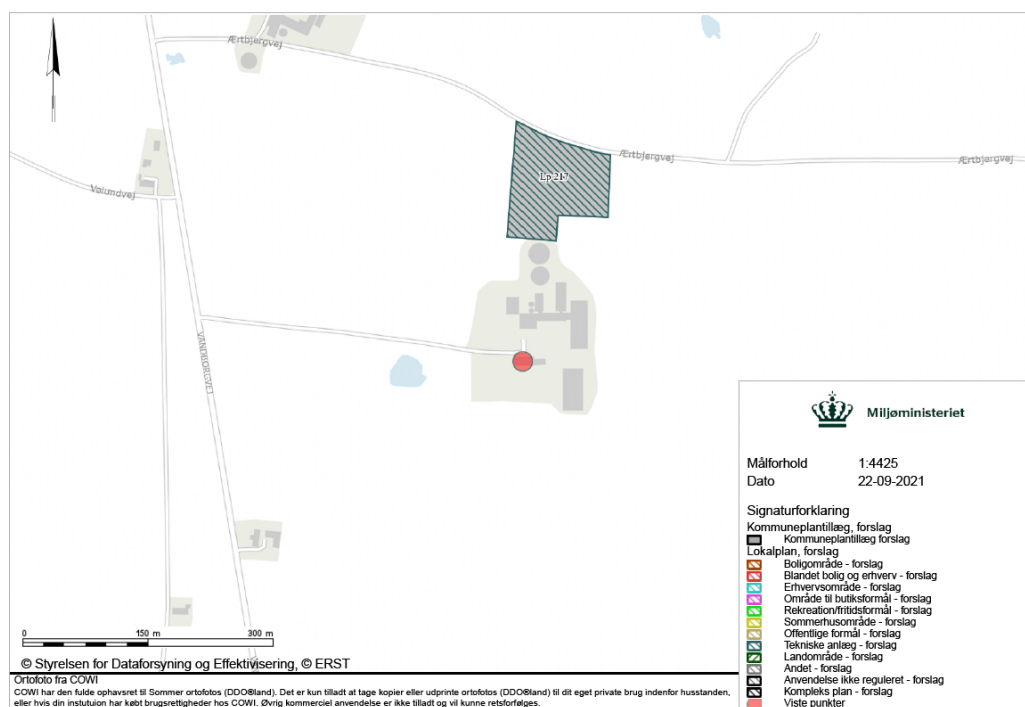 Ærtbjergvej
Ærtbjergvej
Ærtbjergvej
Lp 217
Vølundvej
VANDBORGVEJ
Miljøministeriet
Målforhold 1:4425
Dato 22-09-2021
Signaturforklaring
Kommuneplantillæg, forslag
Kommuneplantillæg forslag
Lokalplan, forslag
Boligområde - forslag
Blandet bolig og erhverv - forslag
Erhvervsområde - forslag
Område til butiksformål - forslag
Rekreation/fritidsformål - forslag
Sommerhusområde - forslag
Offentlige formål - forslag
Tekniske anlæg - forslag
Landområde - forslag
Andet - forslag
Anvendelse ikke reguleret - forslag
Kompleks plan - forslag
Viste punkter
0 150 m 300 m
© Styrelsen for Dataforsyning og Effektivisering, © ERST
Ortofoto fra COWI
COWI har den fulde ophavsret til Sommer ortofotos (DDO®land). Det er kun tilladt at tage kopier eller udprinte ortofotos (DDO®land) til dit eget private brug indenfor husstanden,
eller hvis din instutuion har købt brugsrettigheder hos COWI. Øvrig kommerciel anvendelse er ikke tilladt og vil kunne retsforfølges.